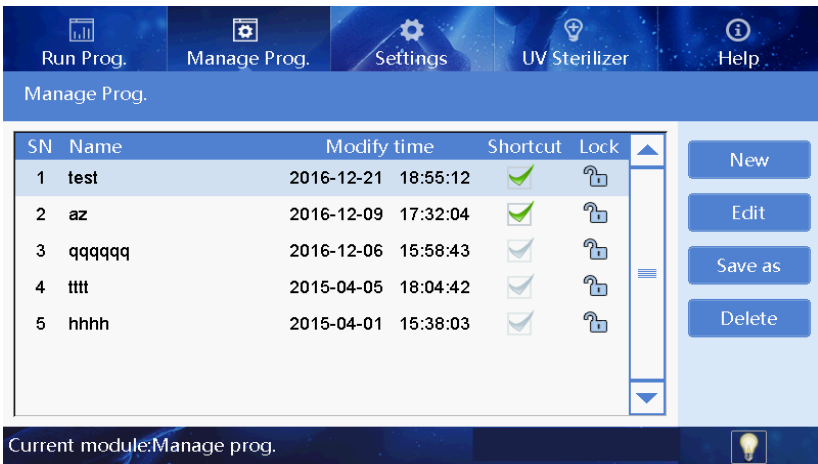 Run Prog. Manage Prog. Settings UV Sterilizer Help
Manage Prog.
SN Name Modify time Shortcut Lock
1 test 2016-12-21 18:55:12
2 az 2016-12-09 17:32:04
3 qqqqqq 2016-12-06 15:58:43
4 tttt 2015-04-05 18:04:42
5 hhhh 2015-04-01 15:38:03
New
Edit
Save as
Delete
Current module:Manage prog.